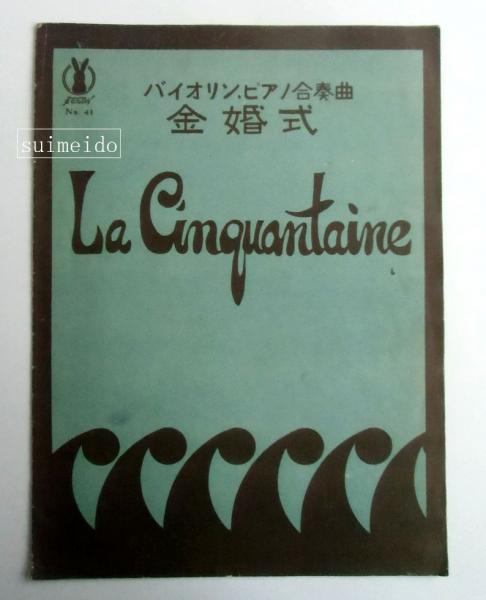 No. 41
suimeido
バイオリン、ピアノ合奏曲
金婚式
La Cinquantaine